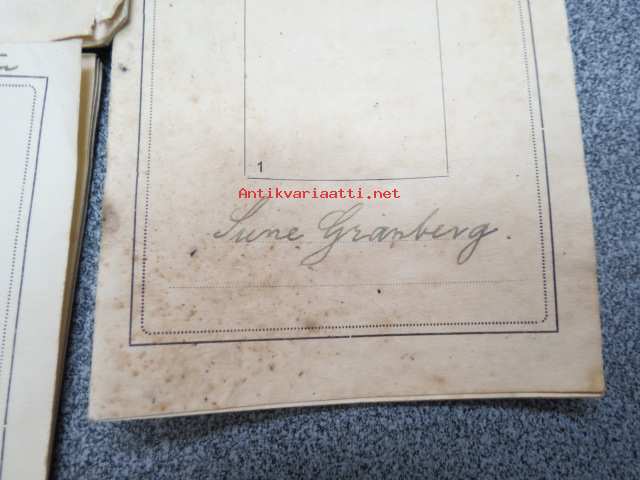 1
Antikvariaatti.net
Sune Granberg.